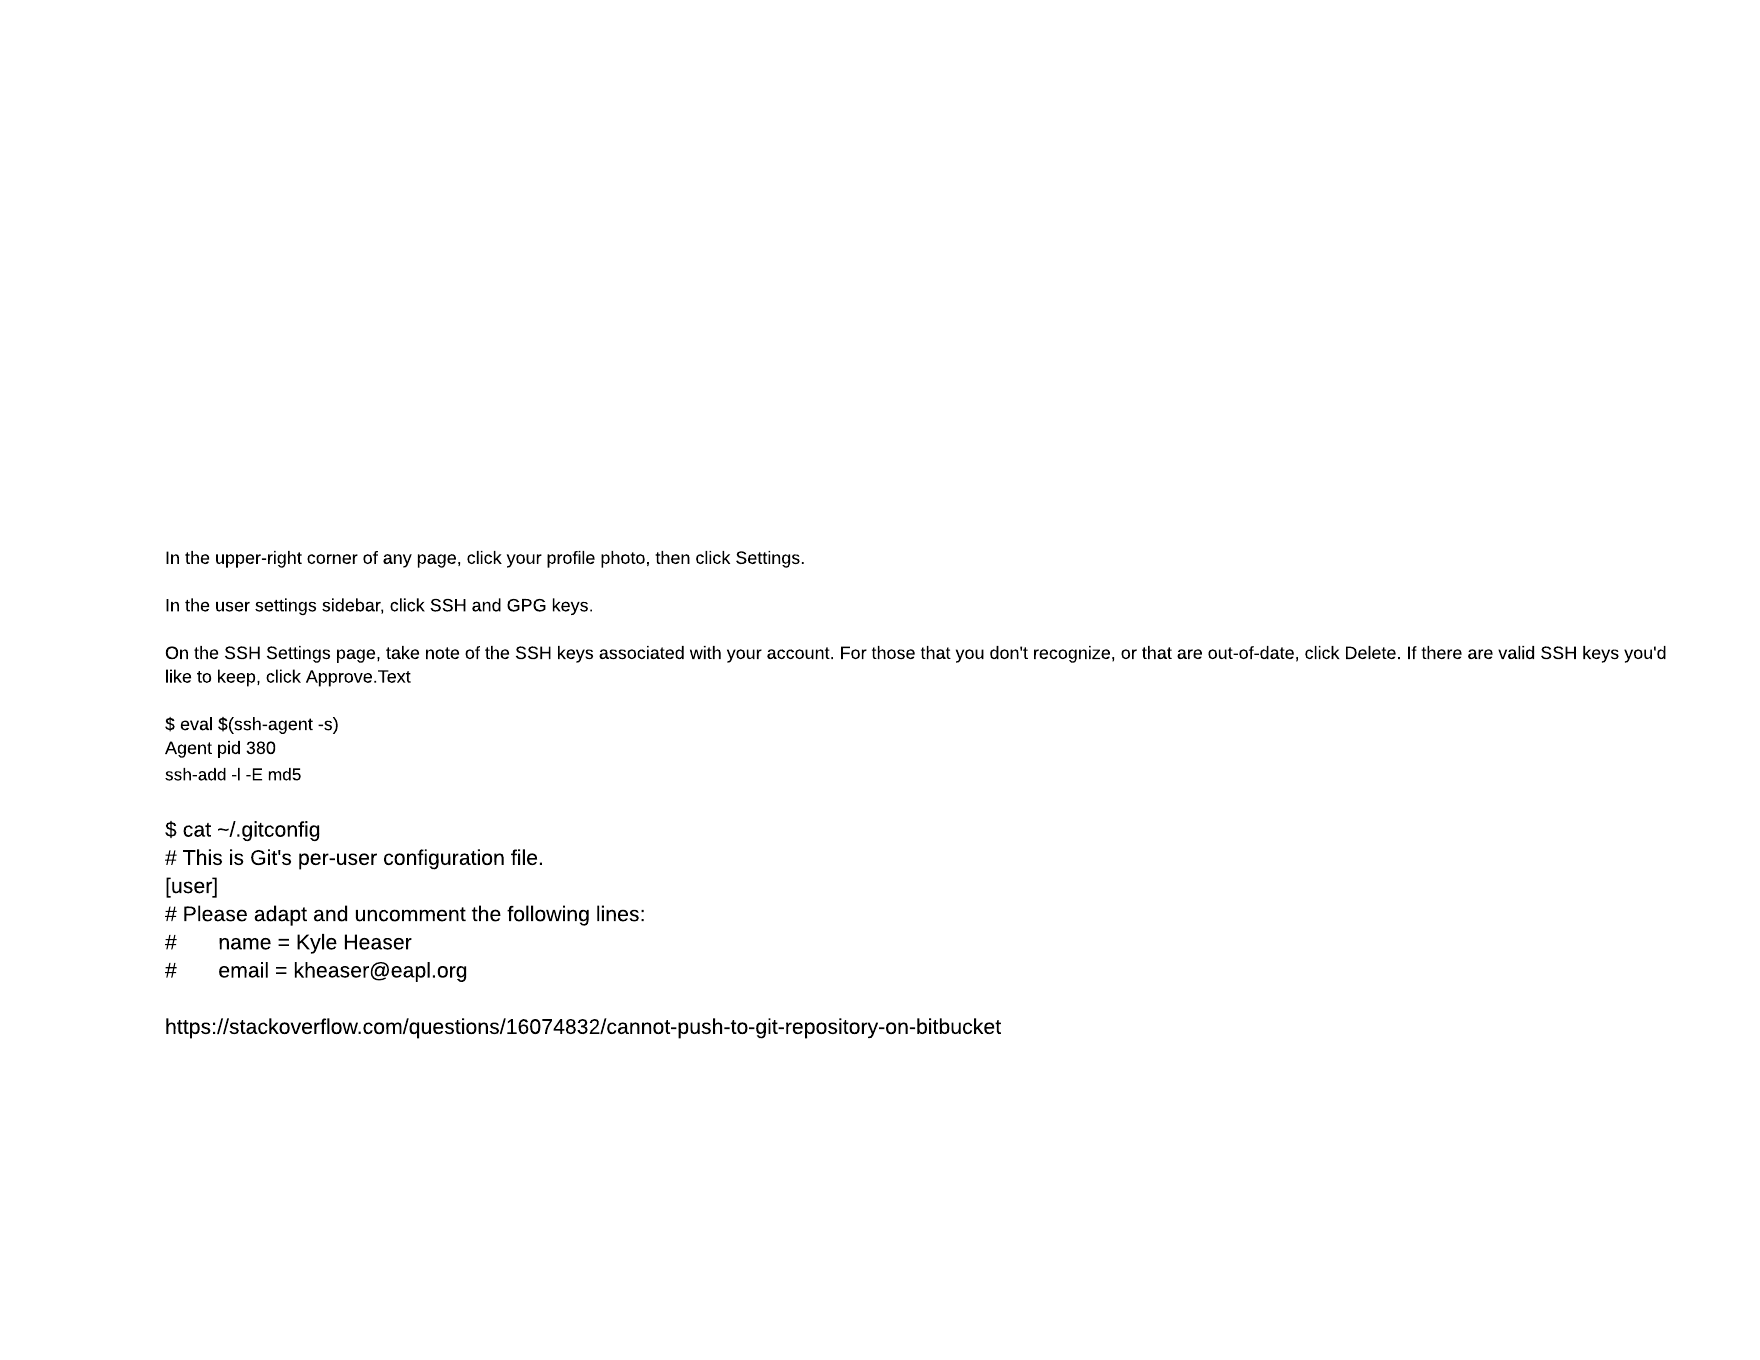 In the upper-right corner of any page, click your profile photo, then click Settings.
In the user settings sidebar, click SSH and GPG keys.
On the SSH Settings page, take note of the SSH keys associated with your account. For those that you don't recognize, or that are out-of-date, click Delete. If there are valid SSH keys you'd
like to keep, click Approve.Text
$ eval $(ssh-agent -s)
Agent pid 380
ssh-add -l -E md5
$ cat ~/.gitconfig
# This is Git's per-user configuration file.
[user]
# Please adapt and uncomment the following lines:
#       name = Kyle Heaser
#       email = kheaser@eapl.org
https://stackoverflow.com/questions/16074832/cannot-push-to-git-repository-on-bitbucket